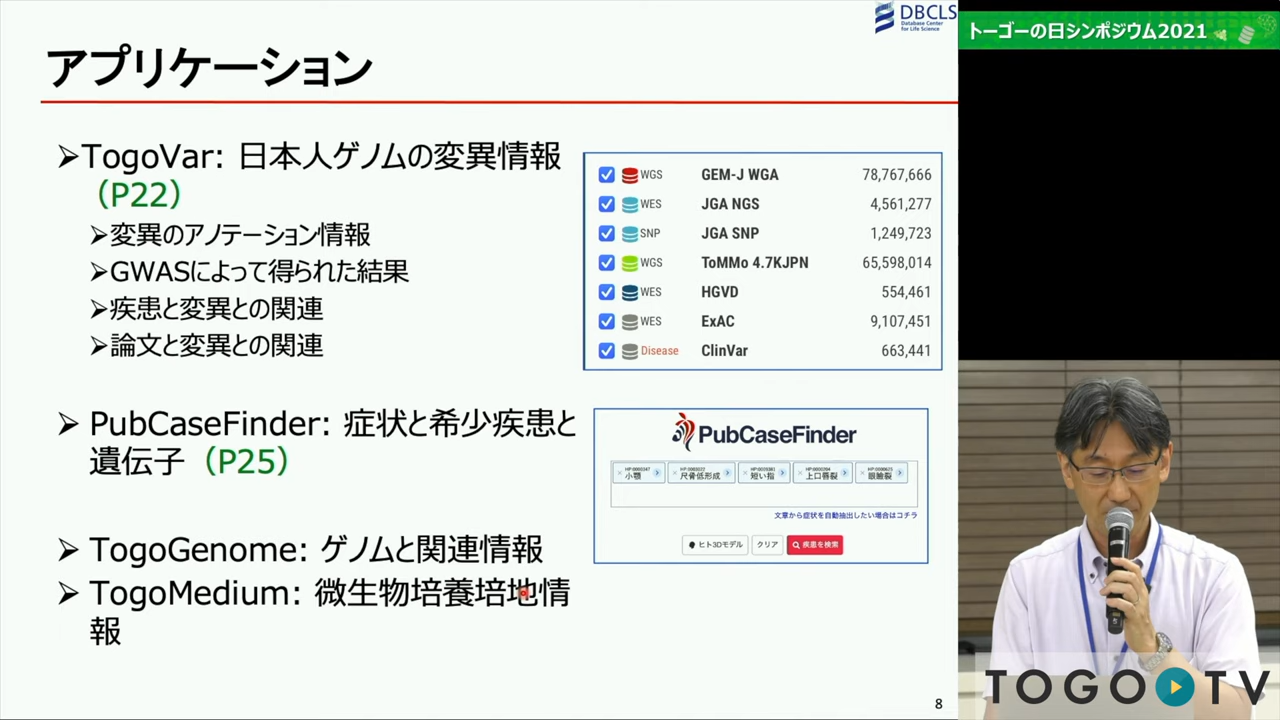 DBCLS
Database Center
for Life Science
トーゴーの日シンポジウム2021
アプリケーション
➢TogoVar: 日本人ゲノムの変異情報
（P22）
➢変異のアノテーション情報
➢GWASによって得られた結果
➢疾患と変異との関連
➢論文と変異との関連
WGS GEM-J WGA 78,767,666
WES JGA NGS 4,561,277
SNP JGA SNP 1,249,723
WGS ToMMo 4.7KJPN 65,598,014
WES HGVD 554,461
WES ExAC 9,107,451
Disease ClinVar 663,441
➢ PubCaseFinder: 症状と希少疾患と
遺伝子（P25）
PubCaseFinder
小顎 尺骨低形成 短い指 上口唇裂 眼瞼裂
文章から症状を自動抽出したい場合はコチラ
ヒト3Dモデル クリア 疾患を検索
➢ TogoGenome: ゲノムと関連情報
➢ TogoMedium: 微生物培養培地情
報
8
TOGO TV